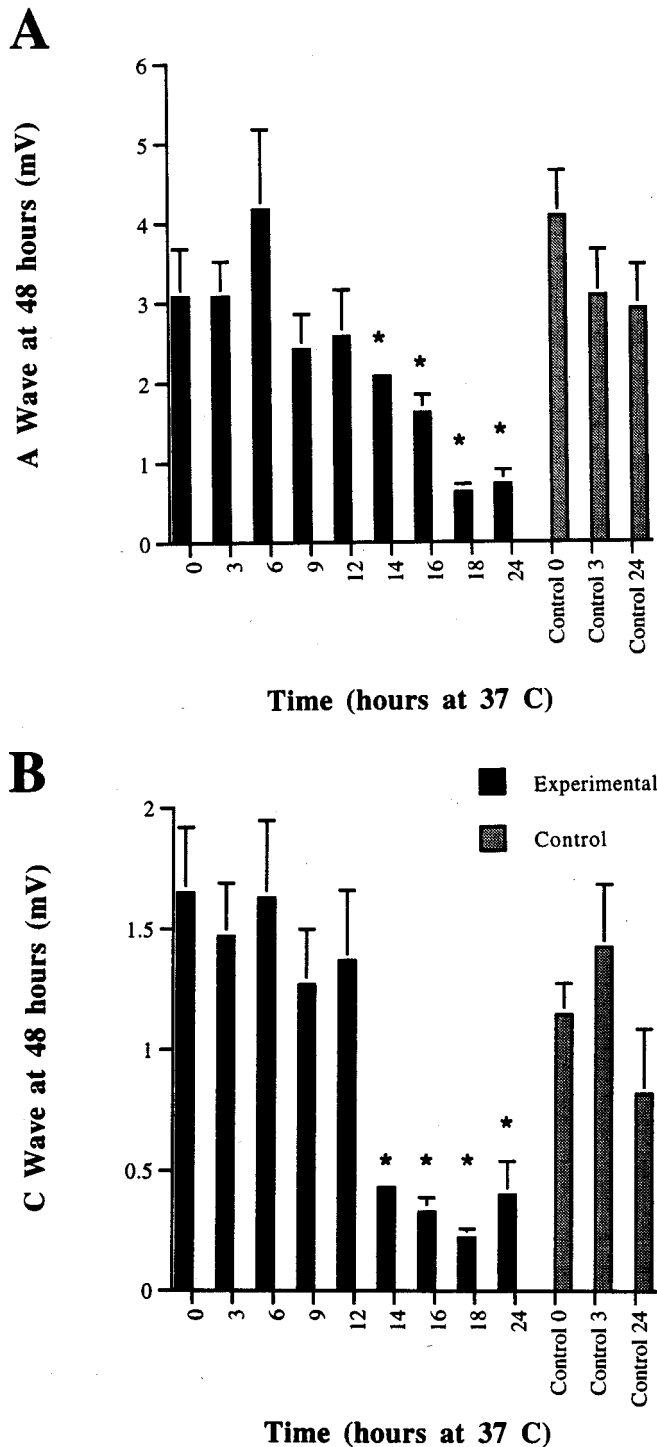 A
A Wave at 48 hours (mV)
6
5
4
3
2
1
0
* * * *
0 3 6 9 12 14 16 18 24 Control 0 Control 3 Control 24
Time (hours at 37 C)
B
C Wave at 48 hours (mV)
Experimental
Control
2
1.5
1
0.5
0
* * * *
0 3 6 9 12 14 16 18 24 Control 0 Control 3 Control 24
Time (hours at 37 C)